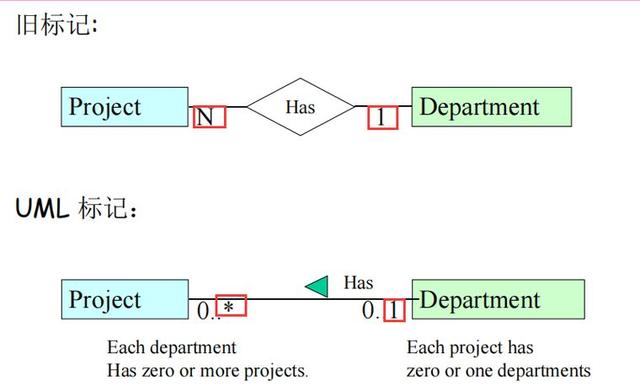 旧标记:
Project
N
Has
1
Department
UML 标记:
Has
Project
0..*
0..1
Department
Each department
Has zero or more projects.
Each project has
zero or one departments